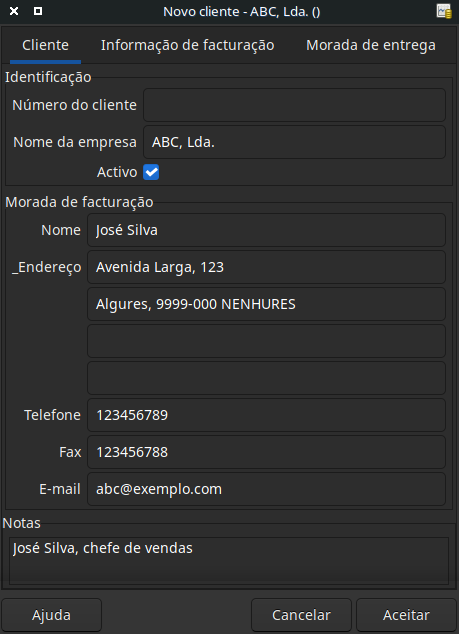 Novo cliente - ABC, Lda. ()
Cliente Informação de facturação Morada de entrega
Identificação
Número do cliente
Nome da empresa ABC, Lda.
Activo
Morada de facturação
Nome José Silva
_Endereço Avenida Larga, 123
Algures, 9999-000 NENHURES
Telefone 123456789
Fax 123456788
E-mail abc@exemplo.com
Notas
José Silva, chefe de vendas
Ajuda Cancelar Aceitar